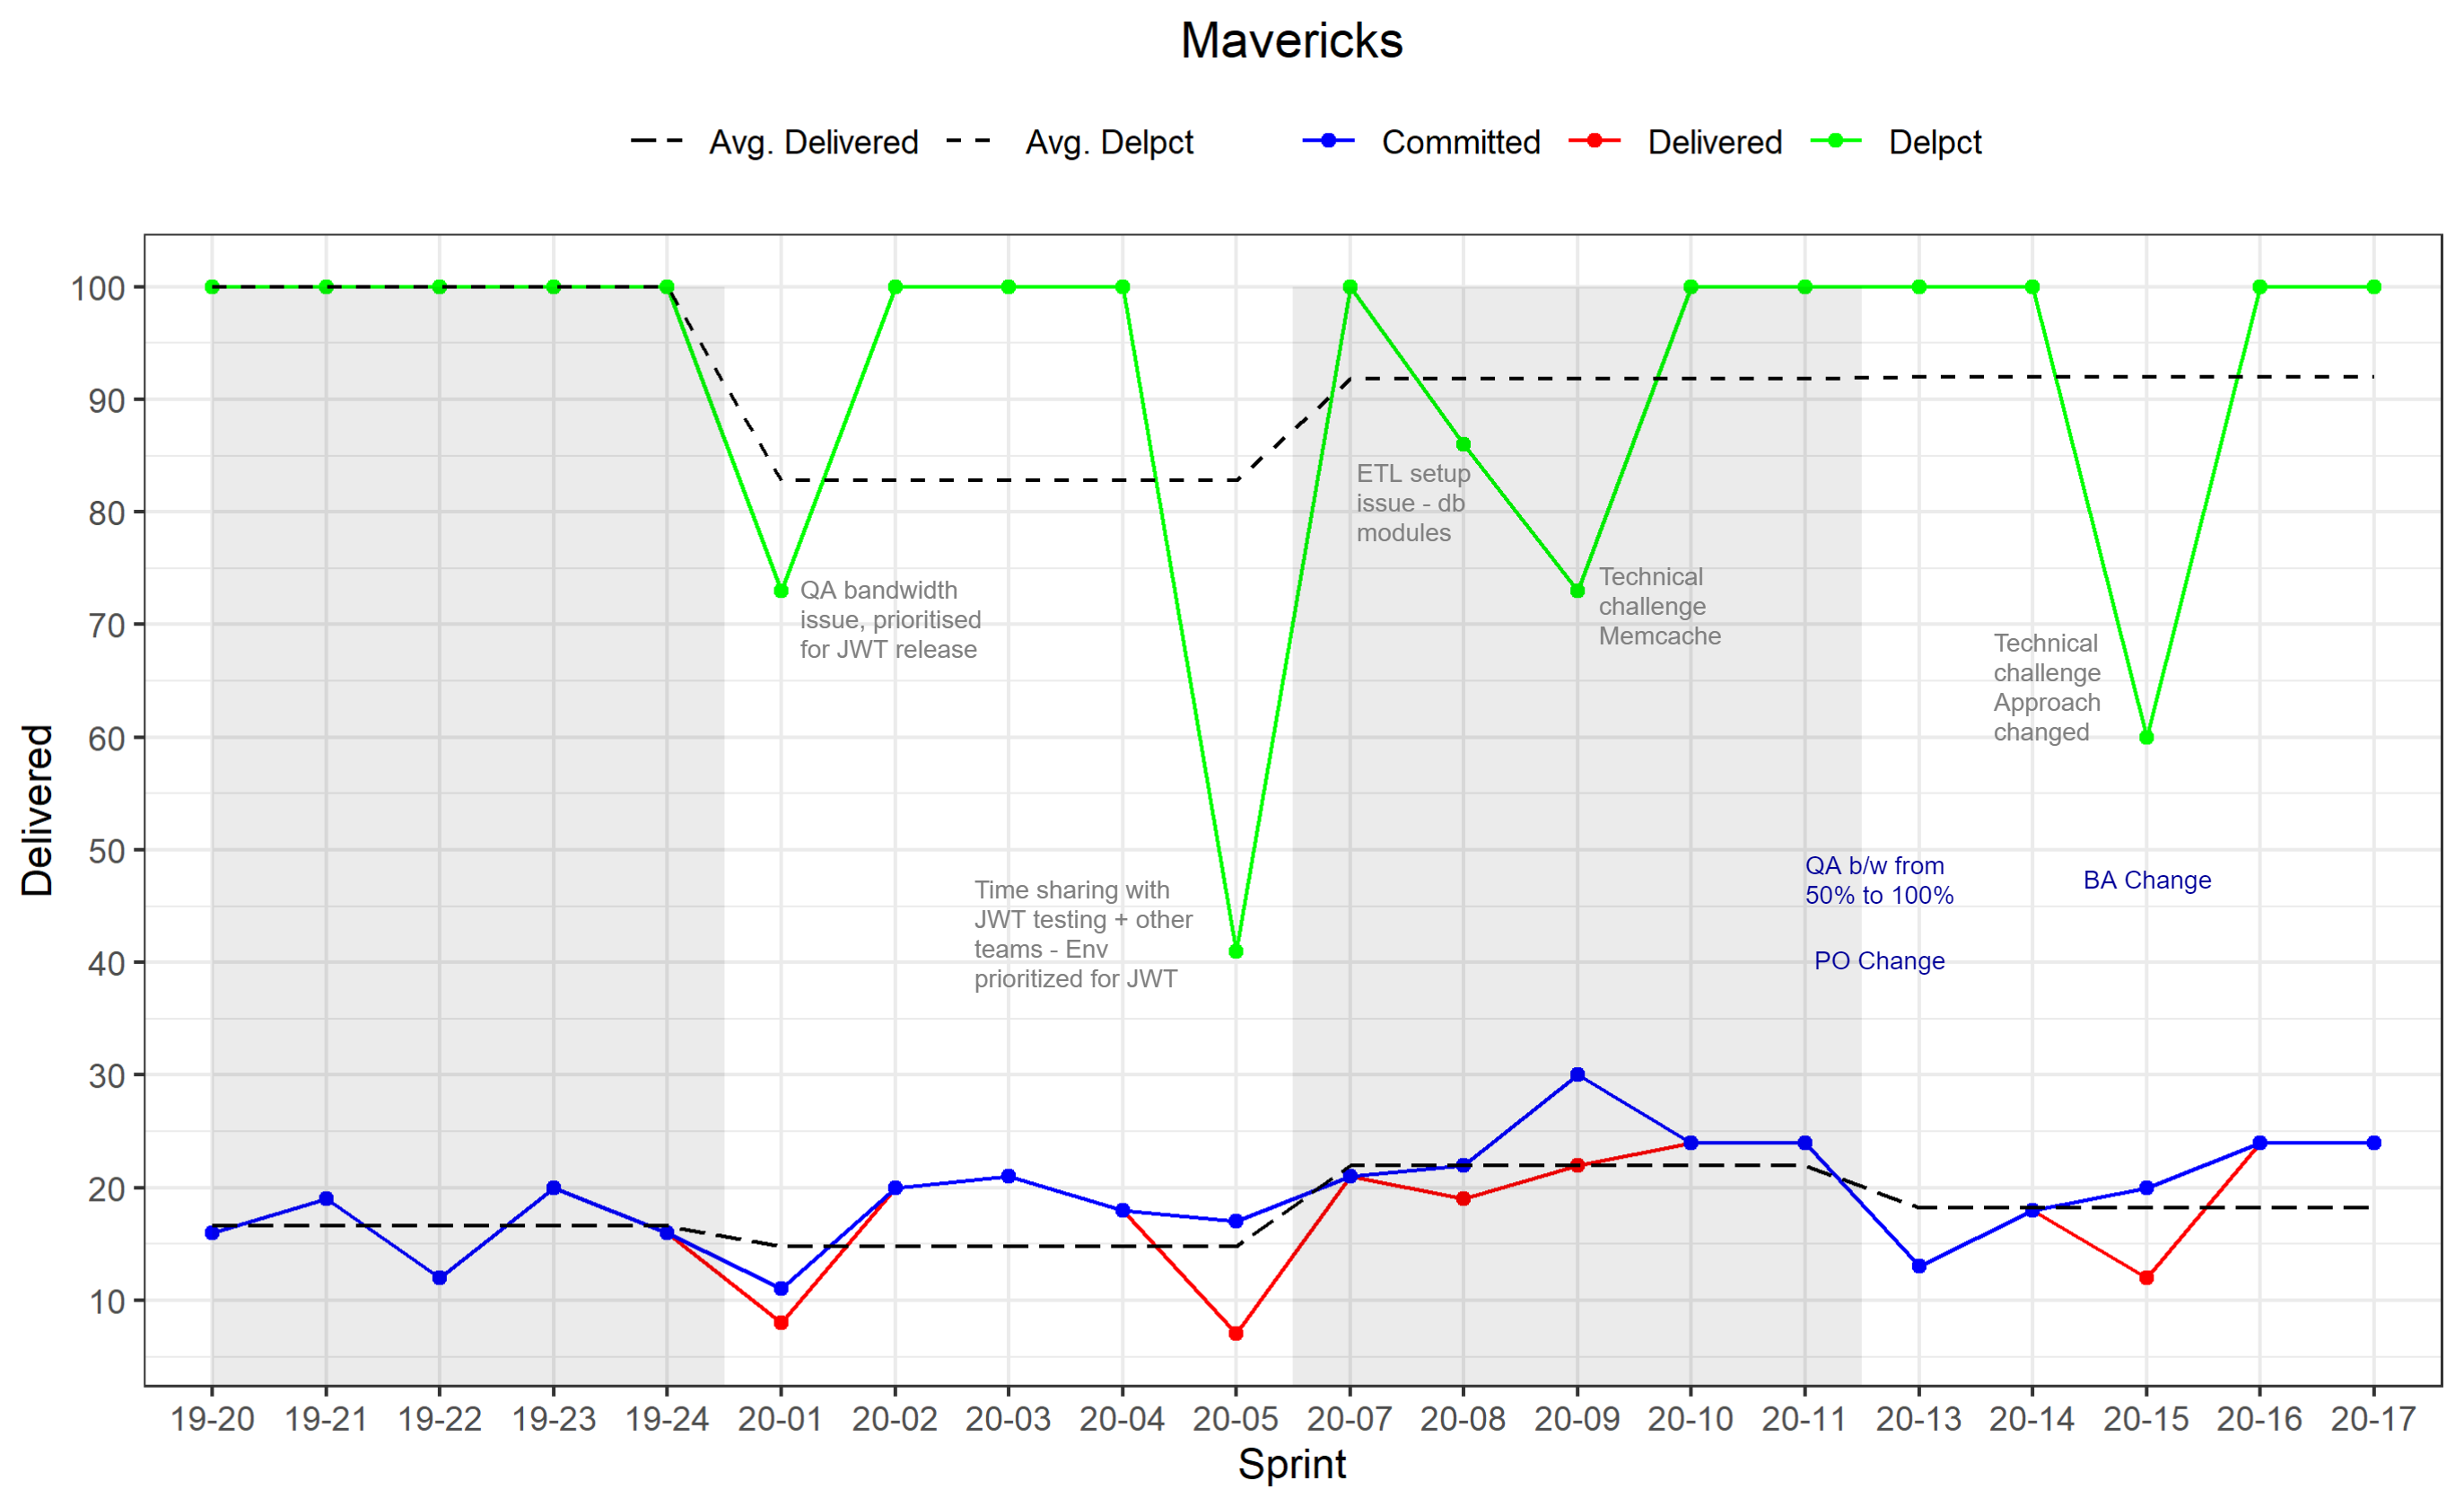 Mavericks
Avg. Delivered
Avg. Delpct
Committed
Delivered
Delpct
Delivered
100
90
80
70
60
50
40
30
20
10
QA bandwidth
issue, prioritised
for JWT release
Time sharing with
JWT testing + other
teams - Env
prioritized for JWT
ETL setup
issue - db
modules
Technical
challenge
Memcache
Technical
challenge
Approach
changed
QA b/w from
50% to 100%
PO Change
BA Change
19-20 19-21 19-22 19-23 19-24 20-01 20-02 20-03 20-04 20-05 20-07 20-08 20-09 20-10 20-11 20-13 20-14 20-15 20-16 20-17
Sprint